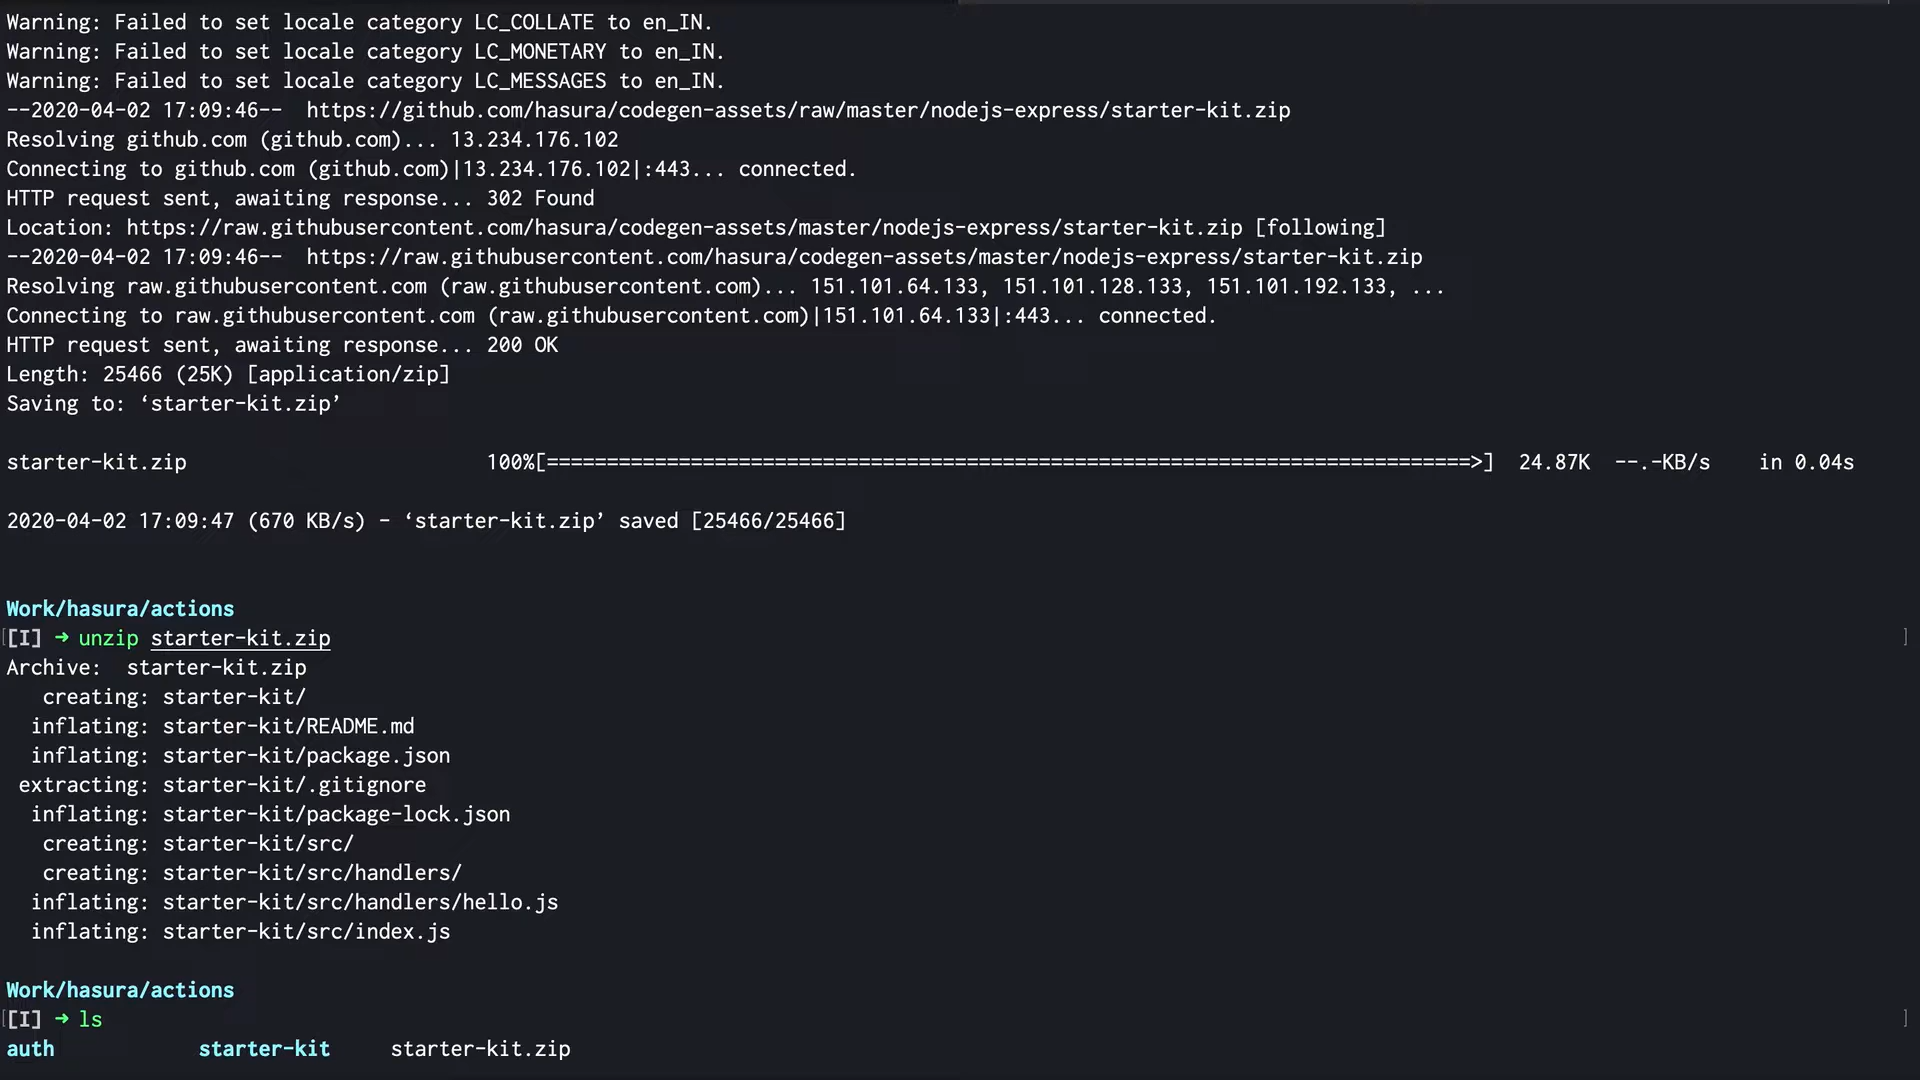 Warning: Failed to set locale category LC_COLLATE to en_IN.
Warning: Failed to set locale category LC_MONETARY to en_IN.
Warning: Failed to set locale category LC_MESSAGES to en_IN.
--2020-04-02 17:09:46--  https://github.com/hasura/codegen-assets/raw/master/nodejs-express/starter-kit.zip
Resolving github.com (github.com)... 13.234.176.102
Connecting to github.com (github.com)|13.234.176.102|:443... connected.
HTTP request sent, awaiting response... 302 Found
Location: https://raw.githubusercontent.com/hasura/codegen-assets/master/nodejs-express/starter-kit.zip [following]
--2020-04-02 17:09:46--  https://raw.githubusercontent.com/hasura/codegen-assets/master/nodejs-express/starter-kit.zip
Resolving raw.githubusercontent.com (raw.githubusercontent.com)... 151.101.64.133, 151.101.128.133, 151.101.192.133, ...
Connecting to raw.githubusercontent.com (raw.githubusercontent.com)|151.101.64.133|:443... connected.
HTTP request sent, awaiting response... 200 OK
Length: 25466 (25K) [application/zip]
Saving to: ‘starter-kit.zip’
starter-kit.zip                         100%[=============================================================================>]  24.87K  --.-KB/s    in 0.04s
2020-04-02 17:09:47 (670 KB/s) - ‘starter-kit.zip’ saved [25466/25466]
Work/hasura/actions
[I] ➜ unzip starter-kit.zip
Archive:  starter-kit.zip
   creating: starter-kit/
  inflating: starter-kit/README.md
  inflating: starter-kit/package.json
 extracting: starter-kit/.gitignore
  inflating: starter-kit/package-lock.json
   creating: starter-kit/src/
   creating: starter-kit/src/handlers/
  inflating: starter-kit/src/handlers/hello.js
  inflating: starter-kit/src/index.js
Work/hasura/actions
[I] ➜ ls
auth            starter-kit     starter-kit.zip